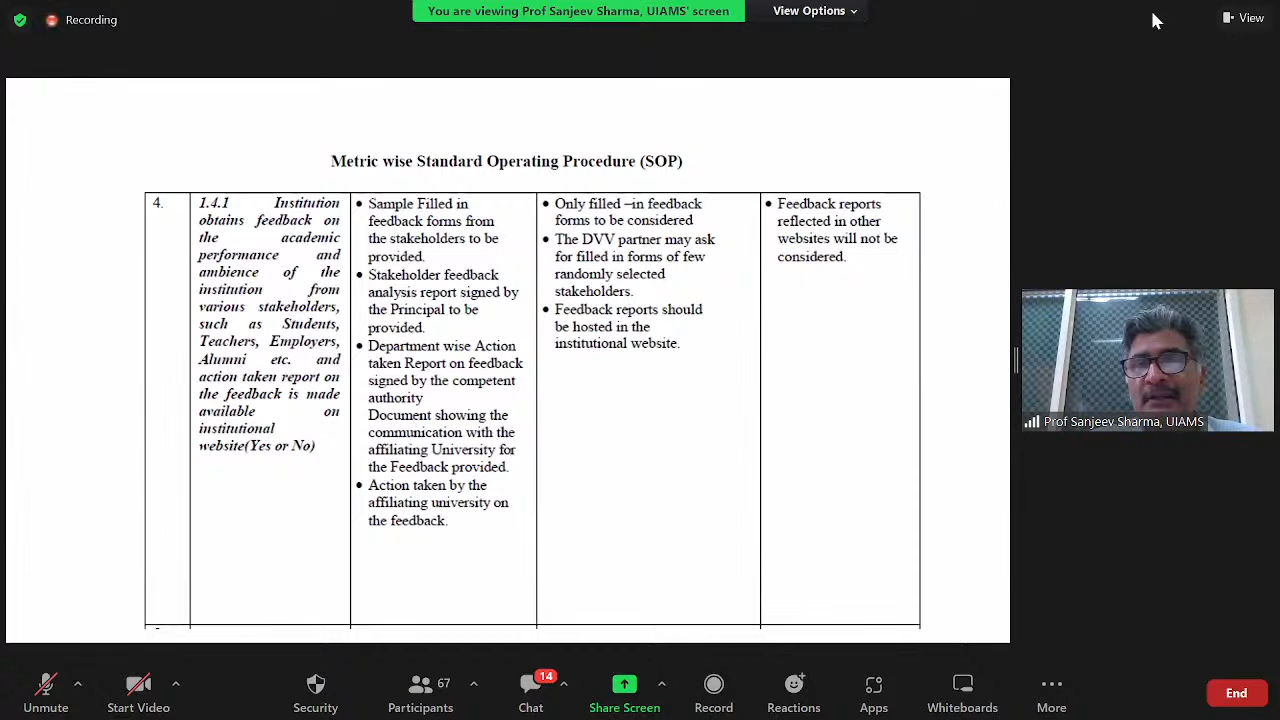 Recording
You are viewing Prof Sanjeev Sharma, UIAMS' screen
View Options
View
Metric wise Standard Operating Procedure (SOP)
4.
1.4.1 Institution
obtains feedback on
the academic
performance and
ambience of the
institution from
various stakeholders,
such as Students,
Teachers, Employers,
Alumni etc. and
action taken report on
the feedback is made
available on
institutional
website(Yes or No)
• Sample Filled in
feedback forms from
the stakeholders to be
provided.
• Stakeholder feedback
analysis report signed by
the Principal to be
provided.
• Department wise Action
taken Report on feedback
signed by the competent
authority
Document showing the
communication with the
affiliating University for
the Feedback provided.
• Action taken by the
affiliating university on
the feedback.
• Only filled –in feedback
forms to be considered
• The DVV partner may ask
for filled in forms of few
randomly selected
stakeholders.
• Feedback reports should
be hosted in the
institutional website.
• Feedback reports
reflected in other
websites will not be
considered.
Prof Sanjeev Sharma, UIAMS
Unmute
Start Video
Security
67
Participants
14
Chat
Share Screen
Record
Reactions
Apps
Whiteboards
More
End